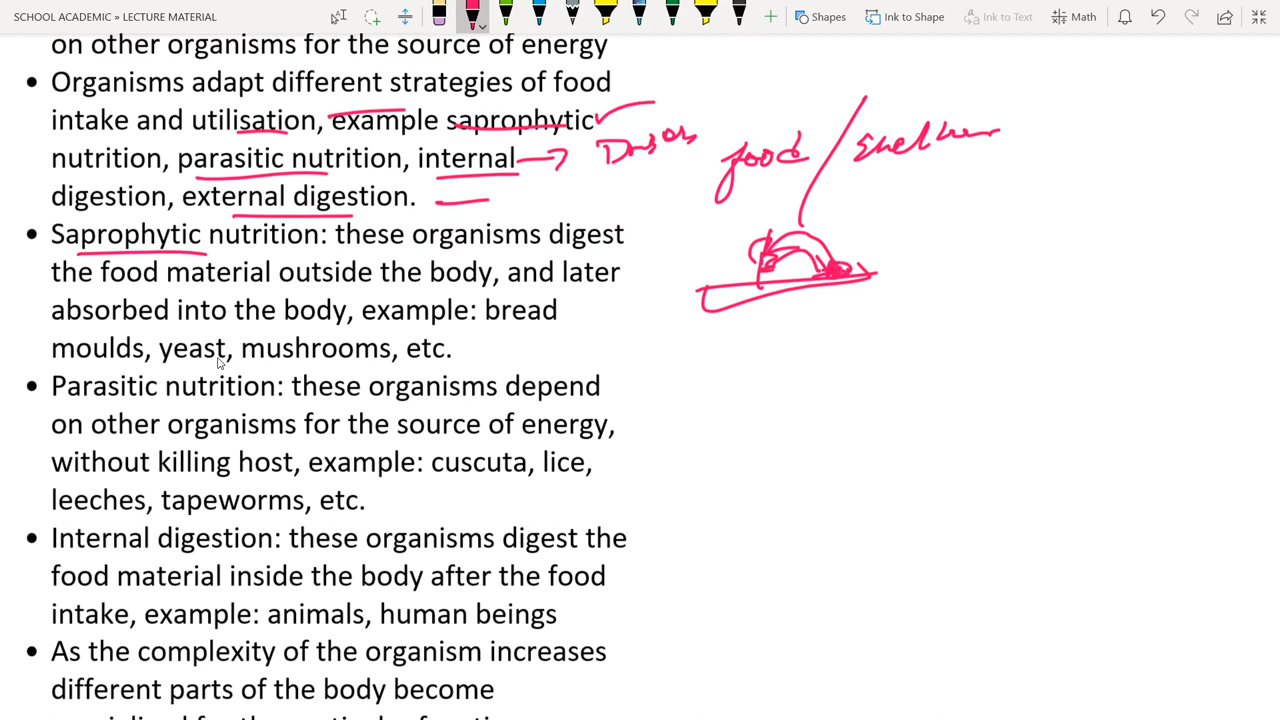 SCHOOL ACADEMIC » LECTURE MATERIAL
Shapes
Ink to Shape
Ink to Text
Math
on other organisms for the source of energy
• Organisms adapt different strategies of food
intake and utilisation, example saprophytic
nutrition, parasitic nutrition, internal
digestion, external digestion.
food / shelter
• Saprophytic nutrition: these organisms digest
the food material outside the body, and later
absorbed into the body, example: bread
moulds, yeast, mushrooms, etc.
• Parasitic nutrition: these organisms depend
on other organisms for the source of energy,
without killing host, example: cuscuta, lice,
leeches, tapeworms, etc.
• Internal digestion: these organisms digest the
food material inside the body after the food
intake, example: animals, human beings
• As the complexity of the organism increases
different parts of the body become